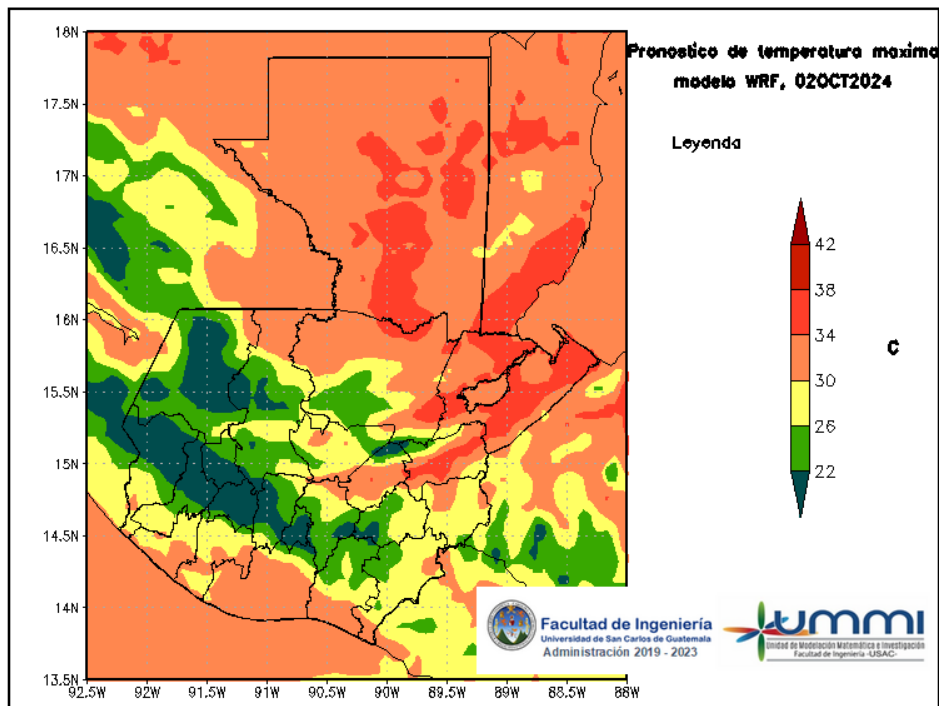 Pronostico de temperatura maxima
modelo WRF, 02OCT2024
Leyenda
18N
17.5N
17N
16.5N
16N
15.5N
15N
14.5N
14N
13.5N
92.5W 92W 91.5W 91W 90.5W 90W 89.5W 89W 88.5W 88W
42
38
34
30
26
22
C
Facultad de Ingeniería
Universidad de San Carlos de Guatemala
Administración 2019 - 2023
ummi
Unidad de Modelación Matemática e Investigación
Facultad de Ingeniería -USAC-